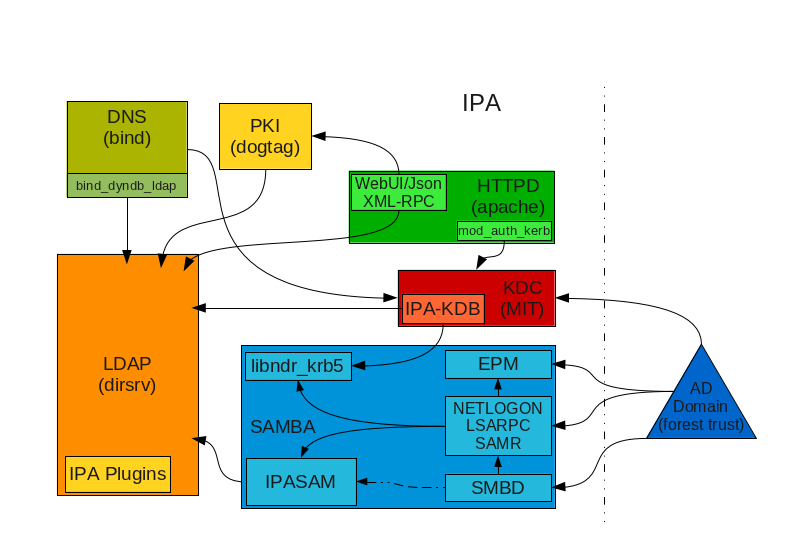 IPA
DNS
(bind)
bind_dyndb_ldap
PKI
(dogtag)
WebUI/Json
XML-RPC
HTTPD
(apache)
mod_auth_kerb
KDC
(MIT)
IPA-KDB
LDAP
(dirsrv)
IPA Plugins
libndr_krb5
EPM
SAMBA
NETLOGON
LSARPC
SAMR
IPASAM
SMBD
AD
Domain
(forest trust)